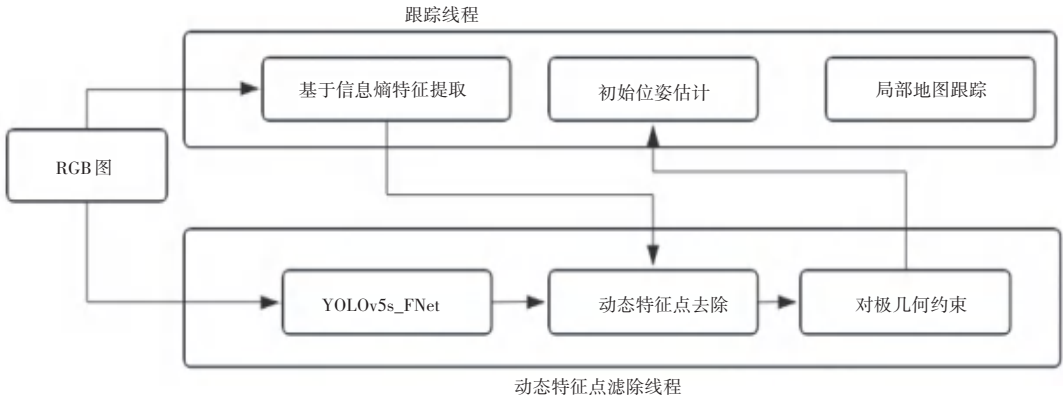 跟踪线程
基于信息熵特征提取
初始位姿估计
局部地图跟踪
RGB图
YOLOv5s_FNet
动态特征点去除
对极几何约束
动态特征点滤除线程